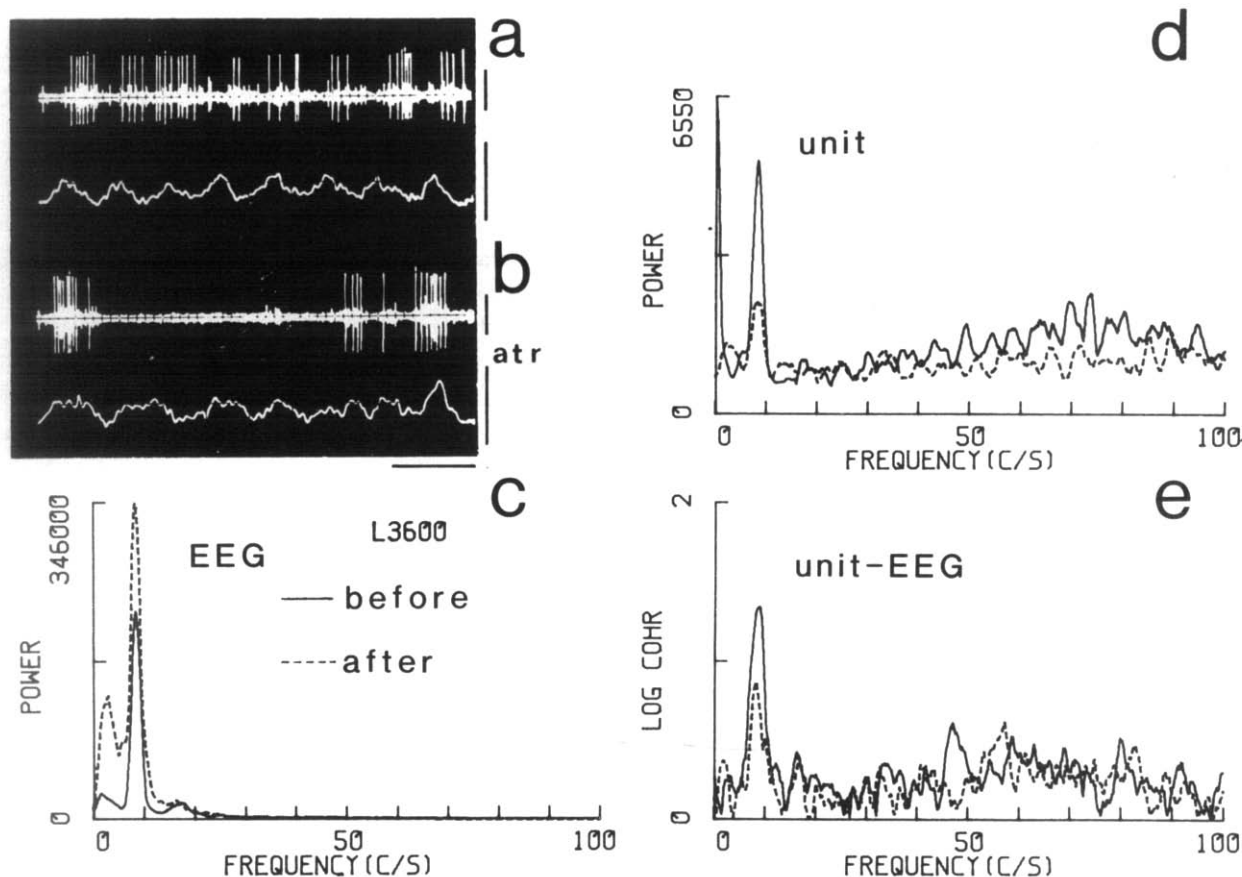 a
b
atr
c
346000
POWER
0
EEG
L3600
before
after
0 50 100
FREQUENCY(C/S)
d
6550
POWER
0
unit
0 50 100
FREQUENCY(C/S)
e
2
LOG COHR
0
unit-EEG
0 50 100
FREQUENCY(C/S)